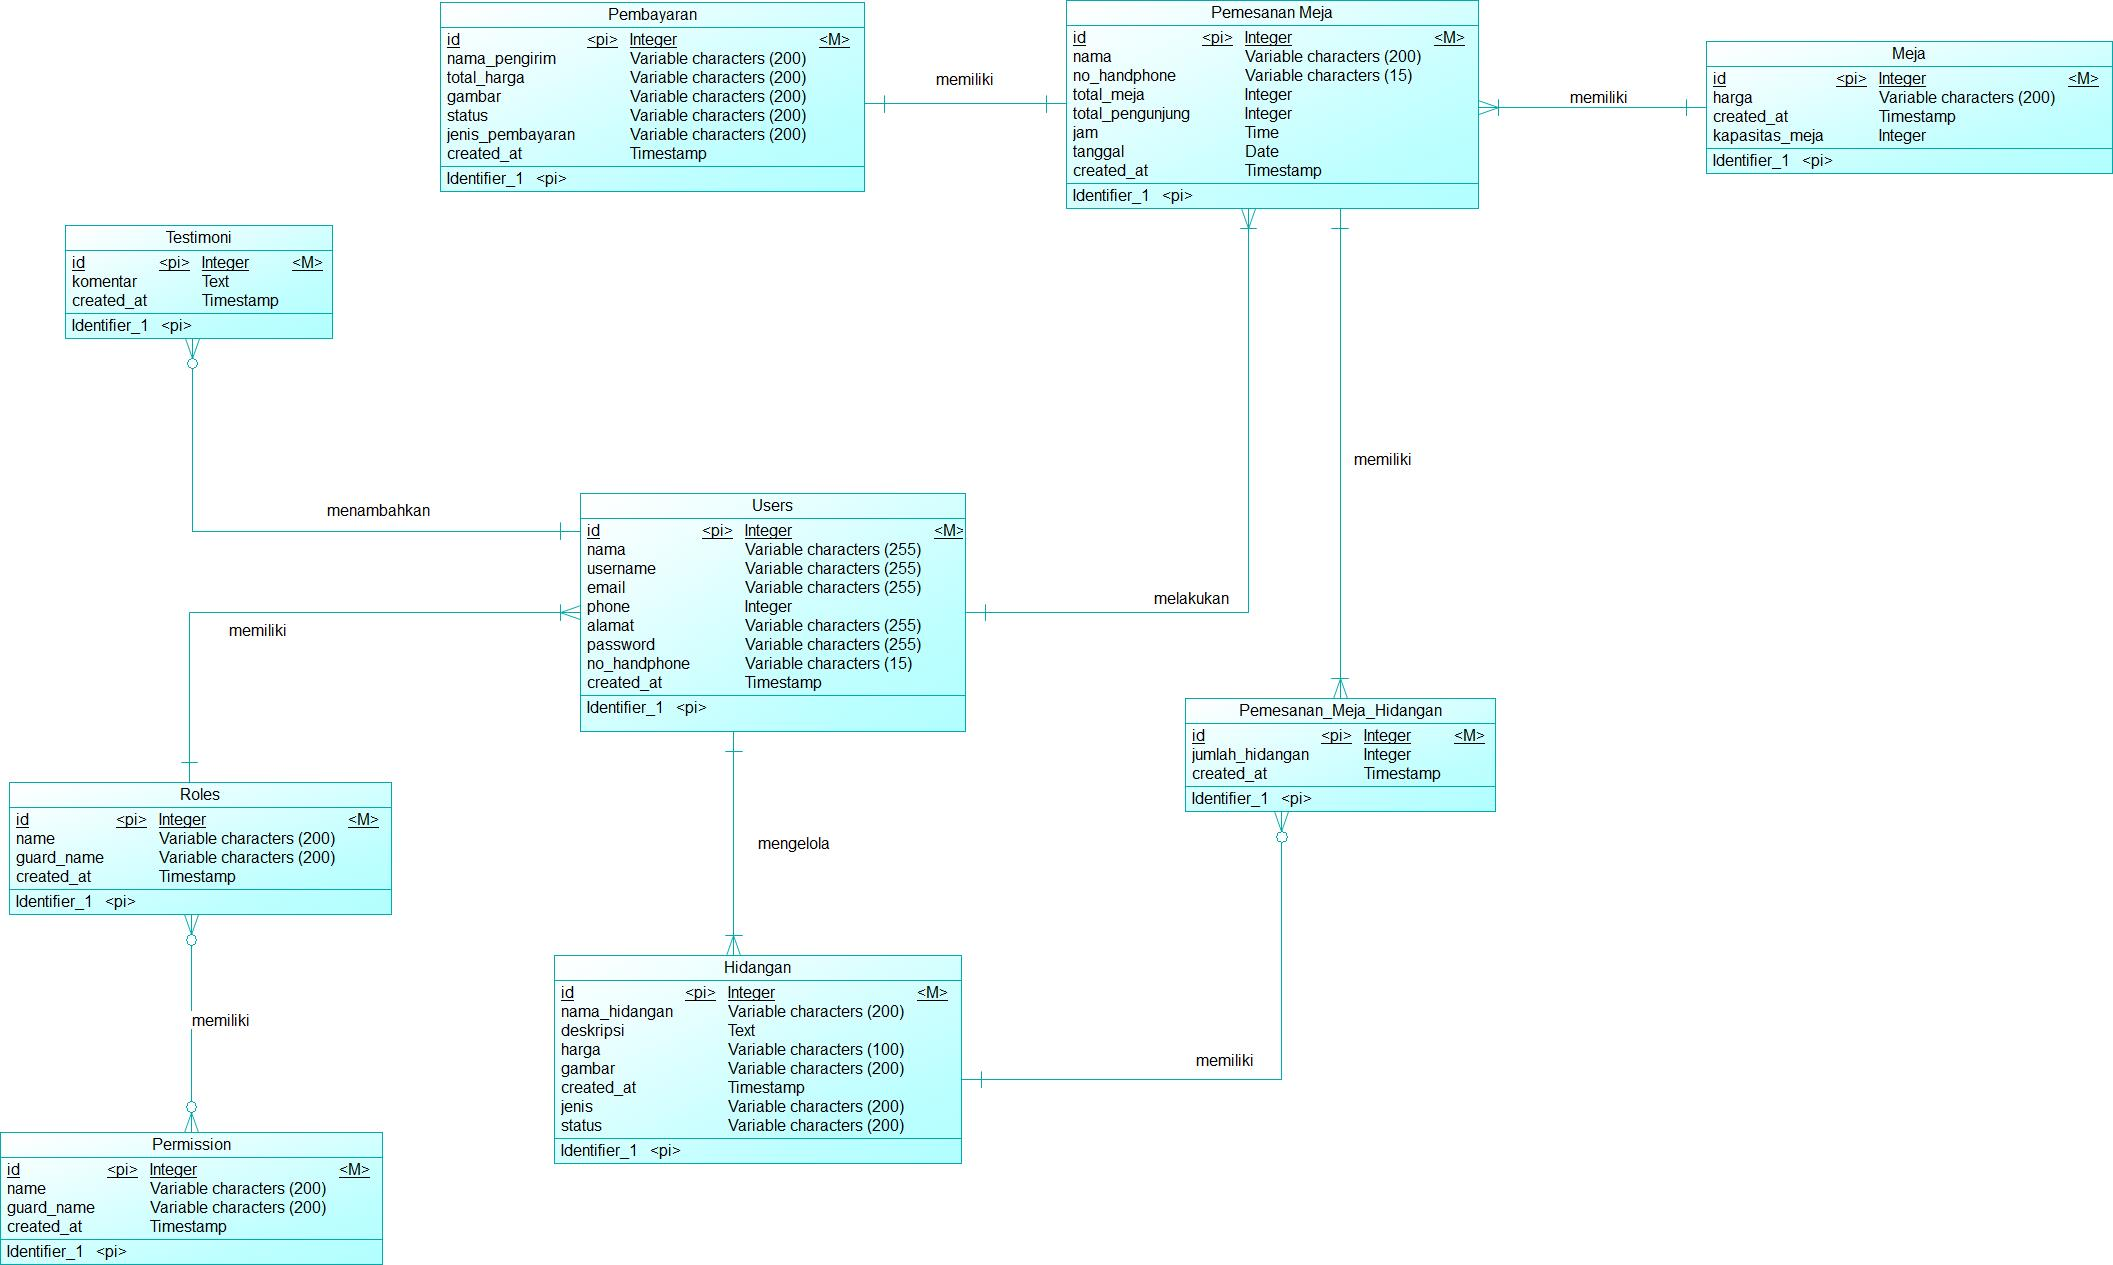 Pembayaran
id <pi> Integer <M>
nama_pengirim Variable characters (200)
total_harga Variable characters (200)
gambar Variable characters (200)
status Variable characters (200)
jenis_pembayaran Variable characters (200)
created_at Timestamp
Identifier_1 <pi>
memiliki
Pemesanan Meja
id <pi> Integer <M>
nama Variable characters (200)
no_handphone Variable characters (15)
total_meja Integer
total_pengunjung Integer
jam Time
tanggal Date
created_at Timestamp
Identifier_1 <pi>
memiliki
Meja
id <pi> Integer <M>
harga Variable characters (200)
created_at Timestamp
kapasitas_meja Integer
Identifier_1 <pi>
Testimoni
id <pi> Integer <M>
komentar Text
created_at Timestamp
Identifier_1 <pi>
memiliki
menambahkan
Users
id <pi> Integer <M>
nama Variable characters (255)
username Variable characters (255)
email Variable characters (255)
phone Integer
alamat Variable characters (255)
password Variable characters (255)
no_handphone Variable characters (15)
created_at Timestamp
Identifier_1 <pi>
melakukan
memiliki
Pemesanan_Meja_Hidangan
id <pi> Integer <M>
jumlah_hidangan Integer
created_at Timestamp
Identifier_1 <pi>
Roles
id <pi> Integer <M>
name Variable characters (200)
guard_name Variable characters (200)
created_at Timestamp
Identifier_1 <pi>
mengelola
memiliki
Hidangan
id <pi> Integer <M>
nama_hidangan Variable characters (200)
deskripsi Text
harga Variable characters (100)
gambar Variable characters (200)
created_at Timestamp
jenis Variable characters (200)
status Variable characters (200)
Identifier_1 <pi>
memiliki
Permission
id <pi> Integer <M>
name Variable characters (200)
guard_name Variable characters (200)
created_at Timestamp
Identifier_1 <pi>